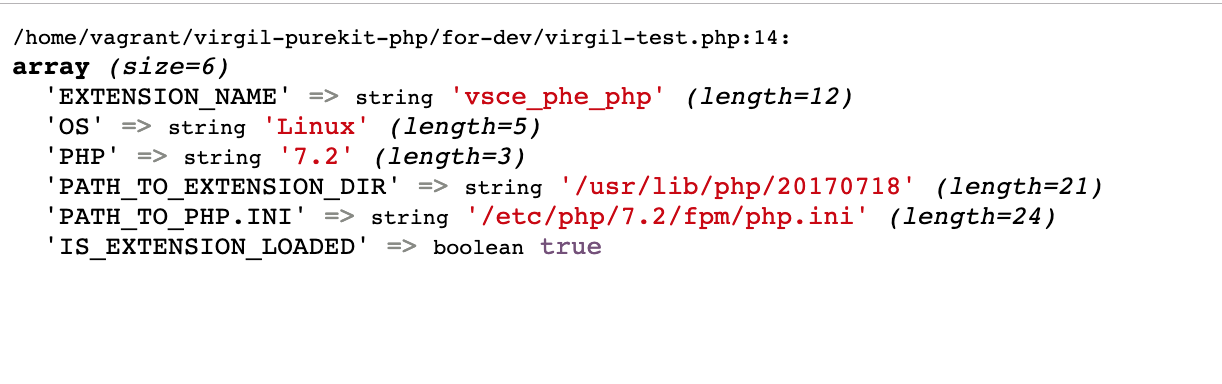 /home/vagrant/virgil-purekit-php/for-dev/virgil-test.php:14:
array (size=6)
'EXTENSION_NAME' => string 'vsce_phe_php' (length=12)
'OS' => string 'Linux' (length=5)
'PHP' => string '7.2' (length=3)
'PATH_TO_EXTENSION_DIR' => string '/usr/lib/php/20170718' (length=21)
'PATH_TO_PHP.INI' => string '/etc/php/7.2/fpm/php.ini' (length=24)
'IS_EXTENSION_LOADED' => boolean true